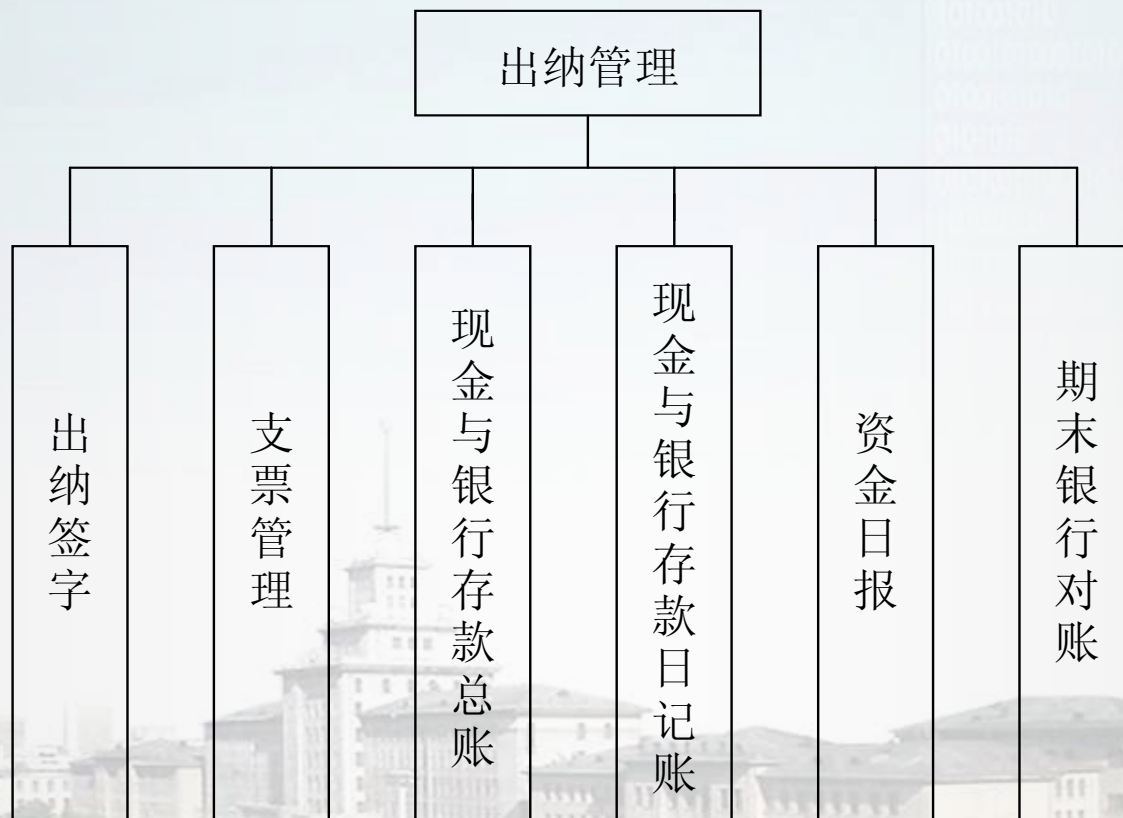 出纳管理
出纳签字
支票管理
现金与银行存款总账
现金与银行存款日记账
资金日报
期末银行对账